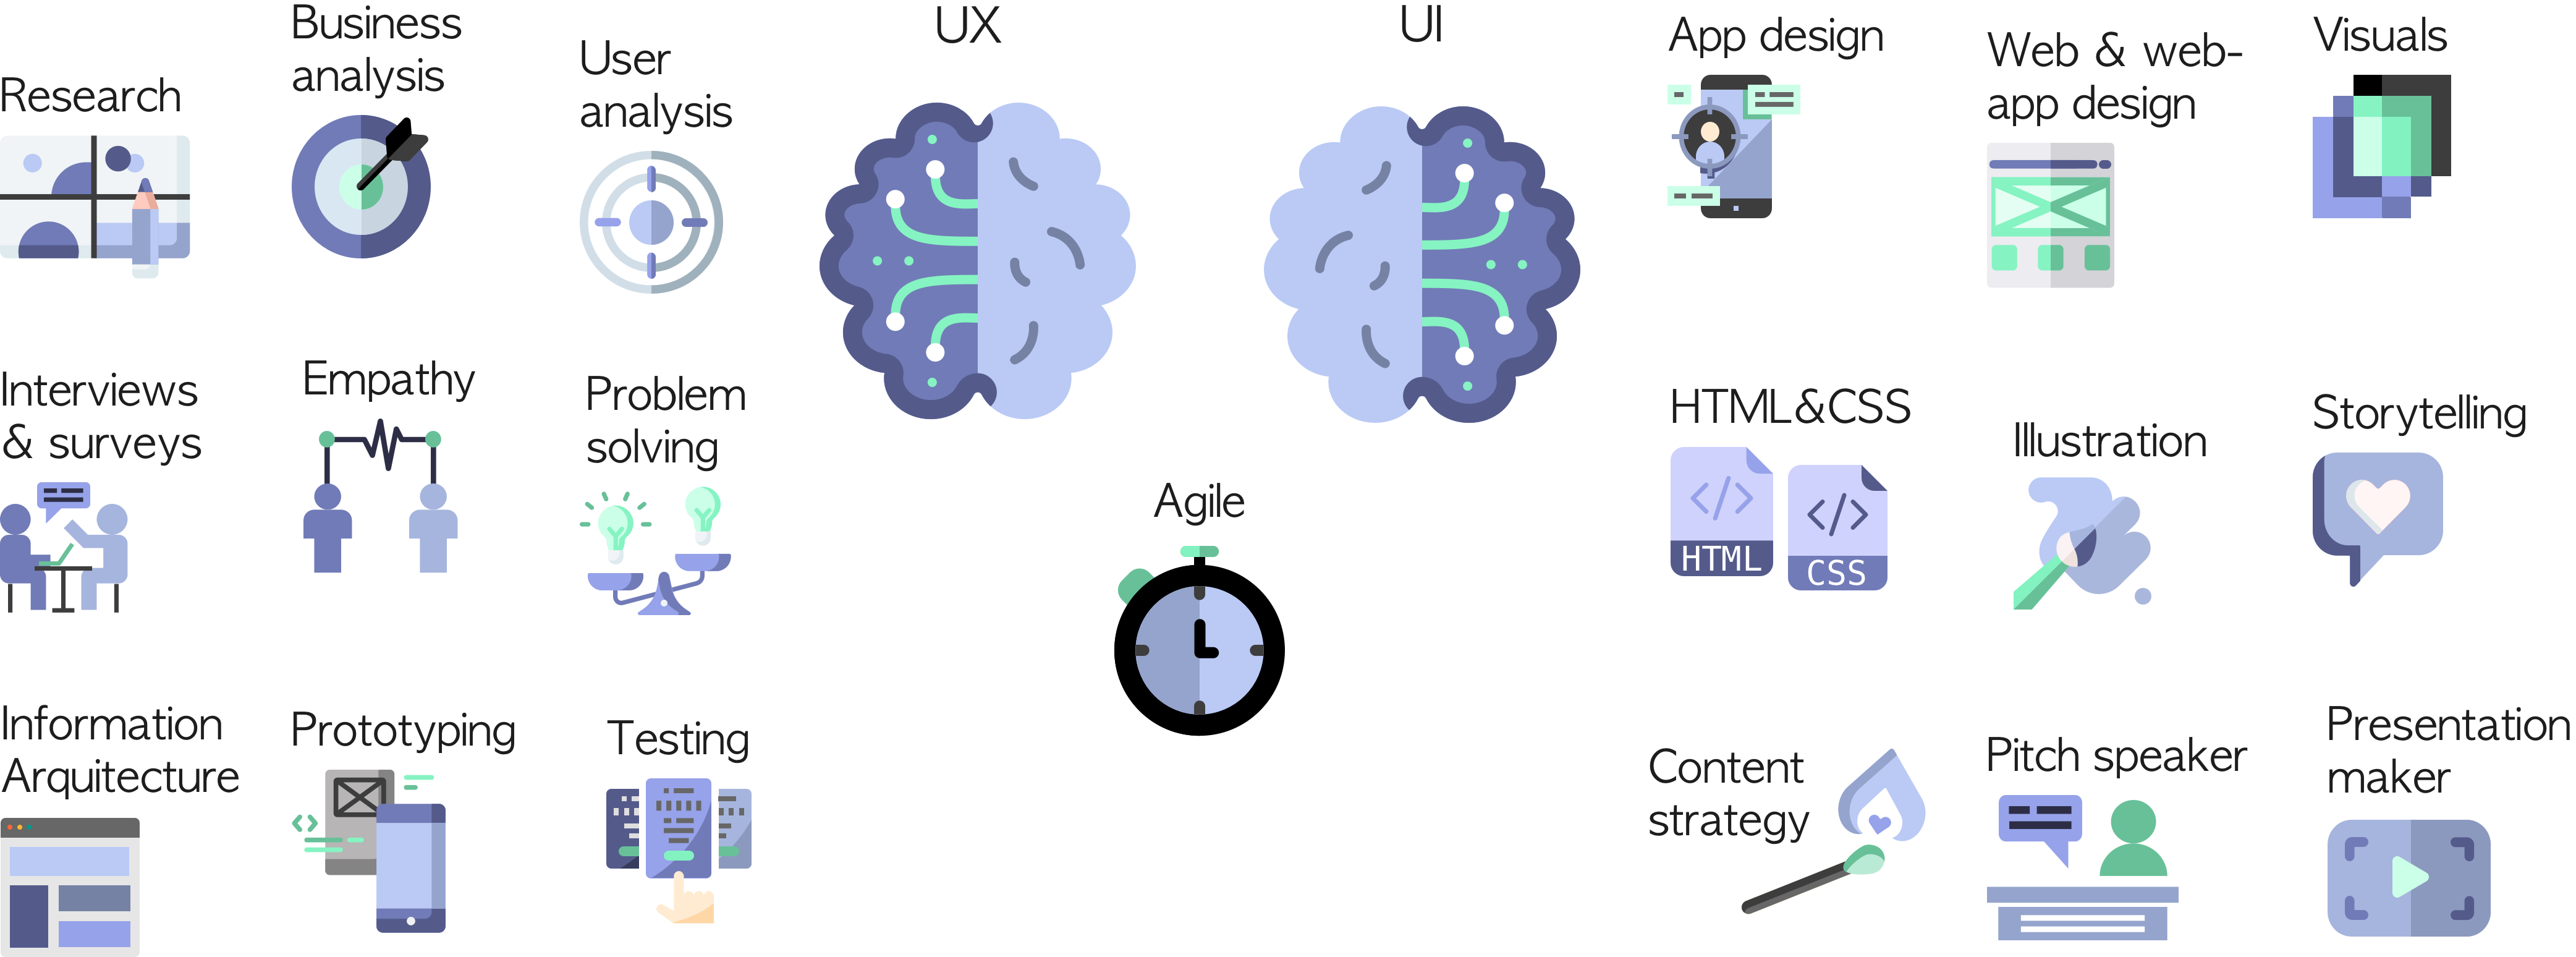 Research
Business
analysis
User
analysis
UX
UI
App design
Web & web-
app design
Visuals
Interviews
& surveys
Empathy
Problem
solving
Agile
HTML&CSS
HTML
CSS
Illustration
Storytelling
Information
Arquitecture
Prototyping
Testing
Content
strategy
Pitch speaker
Presentation
maker